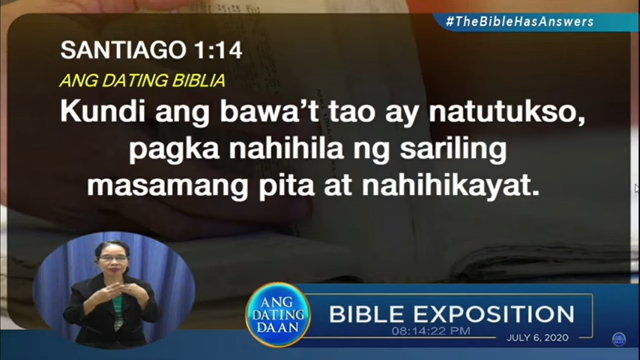 #TheBibleHasAnswers
SANTIAGO 1:14
ANG DATING BIBLIA
Kundi ang bawa't tao ay natutukso,
pagka nahihila ng sariling
masamang pita at nahihikayat.
ANG
DATING
DAAN
BIBLE EXPOSITION
08:14:22 PM
JULY 6, 2020